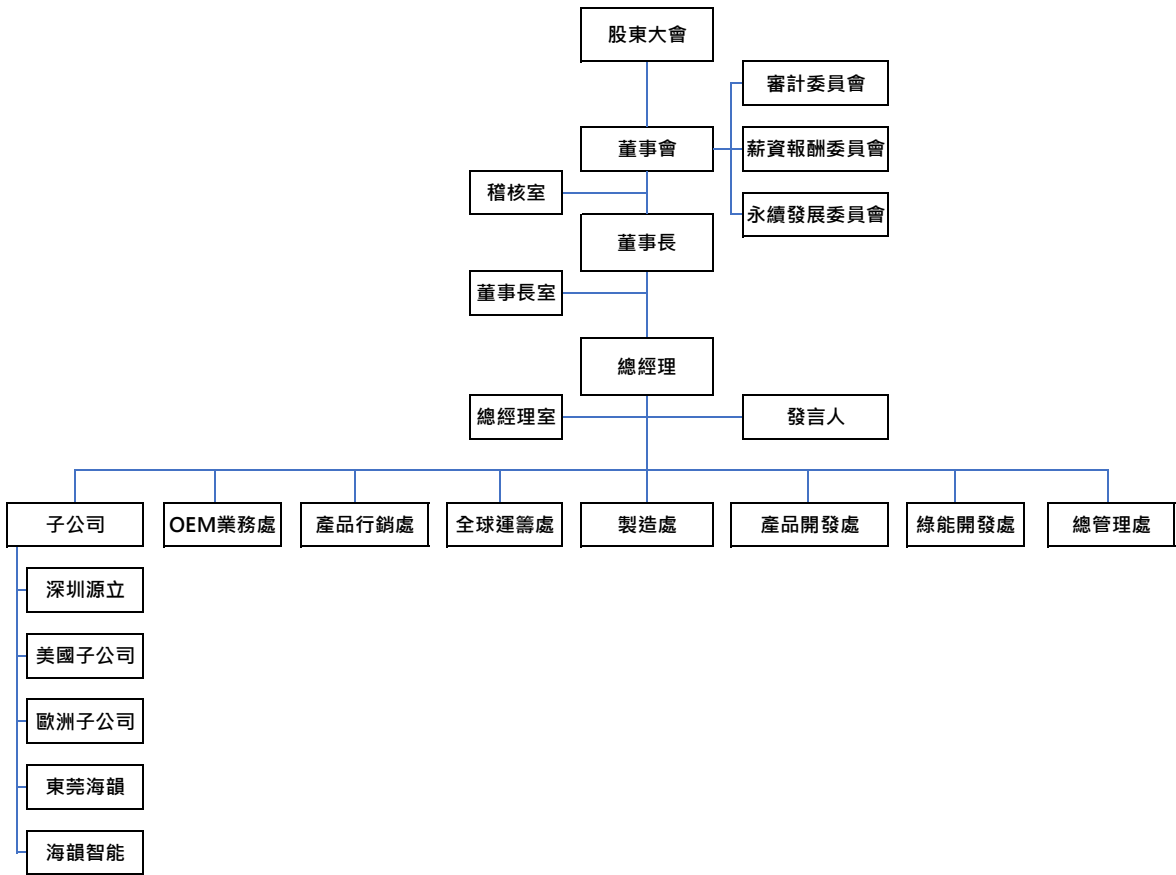 股東大會
審計委員會
董事會
薪資報酬委員會
稽核室
永續發展委員會
董事長
董事長室
總經理
總經理室
發言人
子公司
OEM業務處
產品行銷處
全球運籌處
製造處
產品開發處
綠能開發處
總管理處
深圳源立
美國子公司
歐洲子公司
東莞海韻
海韻智能